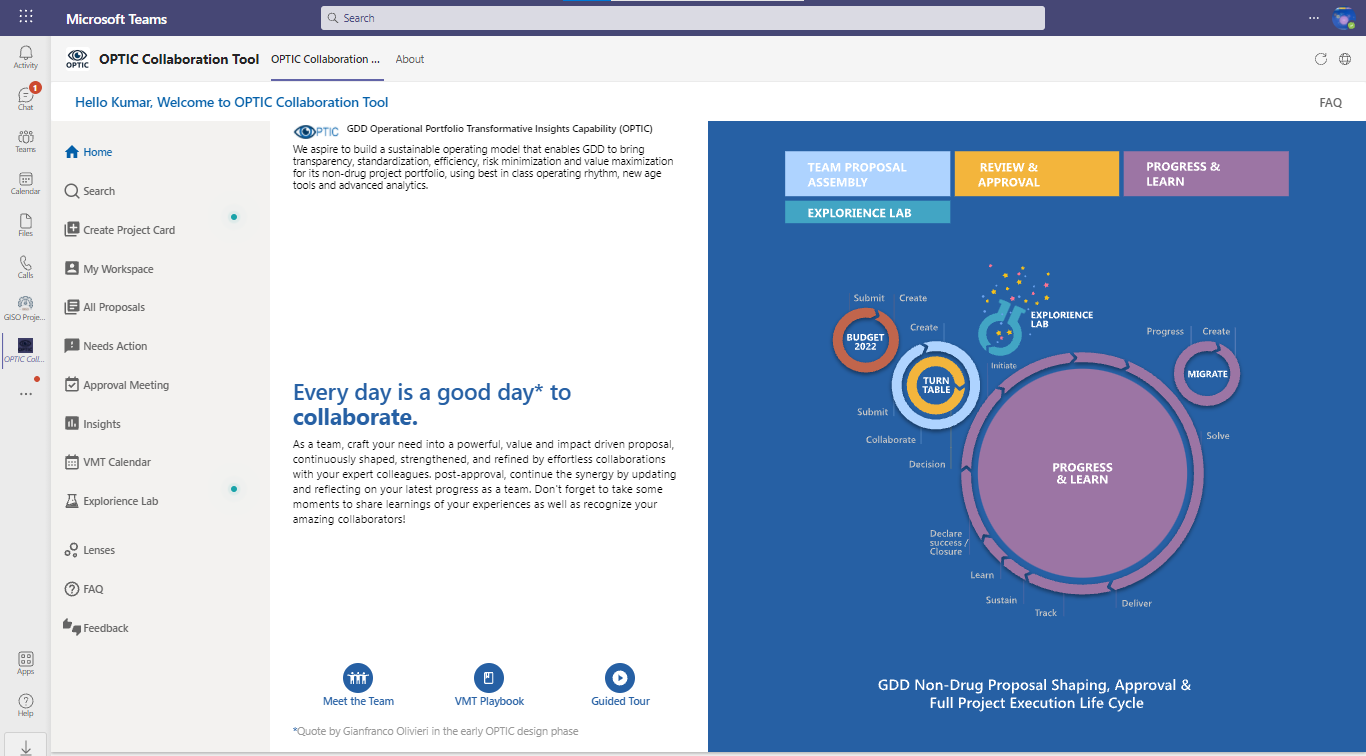 Microsoft Teams
Search
Activity
Chat
1
Teams
Calendar
Files
Calls
GISO Proje...
OPTIC Coll...
Apps
Help
OPTIC
OPTIC Collaboration Tool
OPTIC Collaboration ...
About
Hello Kumar, Welcome to OPTIC Collaboration Tool
FAQ
Home
Search
Create Project Card
My Workspace
All Proposals
Needs Action
Approval Meeting
Insights
VMT Calendar
Explorience Lab
Lenses
FAQ
Feedback
OPTIC
GDD Operational Portfolio Transformative Insights Capability (OPTIC)
We aspire to build a sustainable operating model that enables GDD to bring
transparency, standardization, efficiency, risk minimization and value maximization
for its non-drug project portfolio, using best in class operating rhythm, new age
tools and advanced analytics.
Every day is a good day* to
collaborate.
As a team, craft your need into a powerful, value and impact driven proposal,
continuously shaped, strengthened, and refined by effortless collaborations
with your expert colleagues. post-approval, continue the synergy by updating
and reflecting on your latest progress as a team. Don't forget to take some
moments to share learnings of your experiences as well as recognize your
amazing collaborators!
Meet the Team
VMT Playbook
Guided Tour
*Quote by Gianfranco Olivieri in the early OPTIC design phase
TEAM PROPOSAL
ASSEMBLY
REVIEW &
APPROVAL
PROGRESS &
LEARN
EXPLORIENCE LAB
Submit
Create
BUDGET
2022
Create
TURN
TABLE
Submit
Collaborate
Decision
EXPLORIENCE
LAB
Initiate
Progress
Create
MIGRATE
Solve
PROGRESS
& LEARN
Declare
success /
Closure
Learn
Sustain
Track
Deliver
GDD Non-Drug Proposal Shaping, Approval &
Full Project Execution Life Cycle